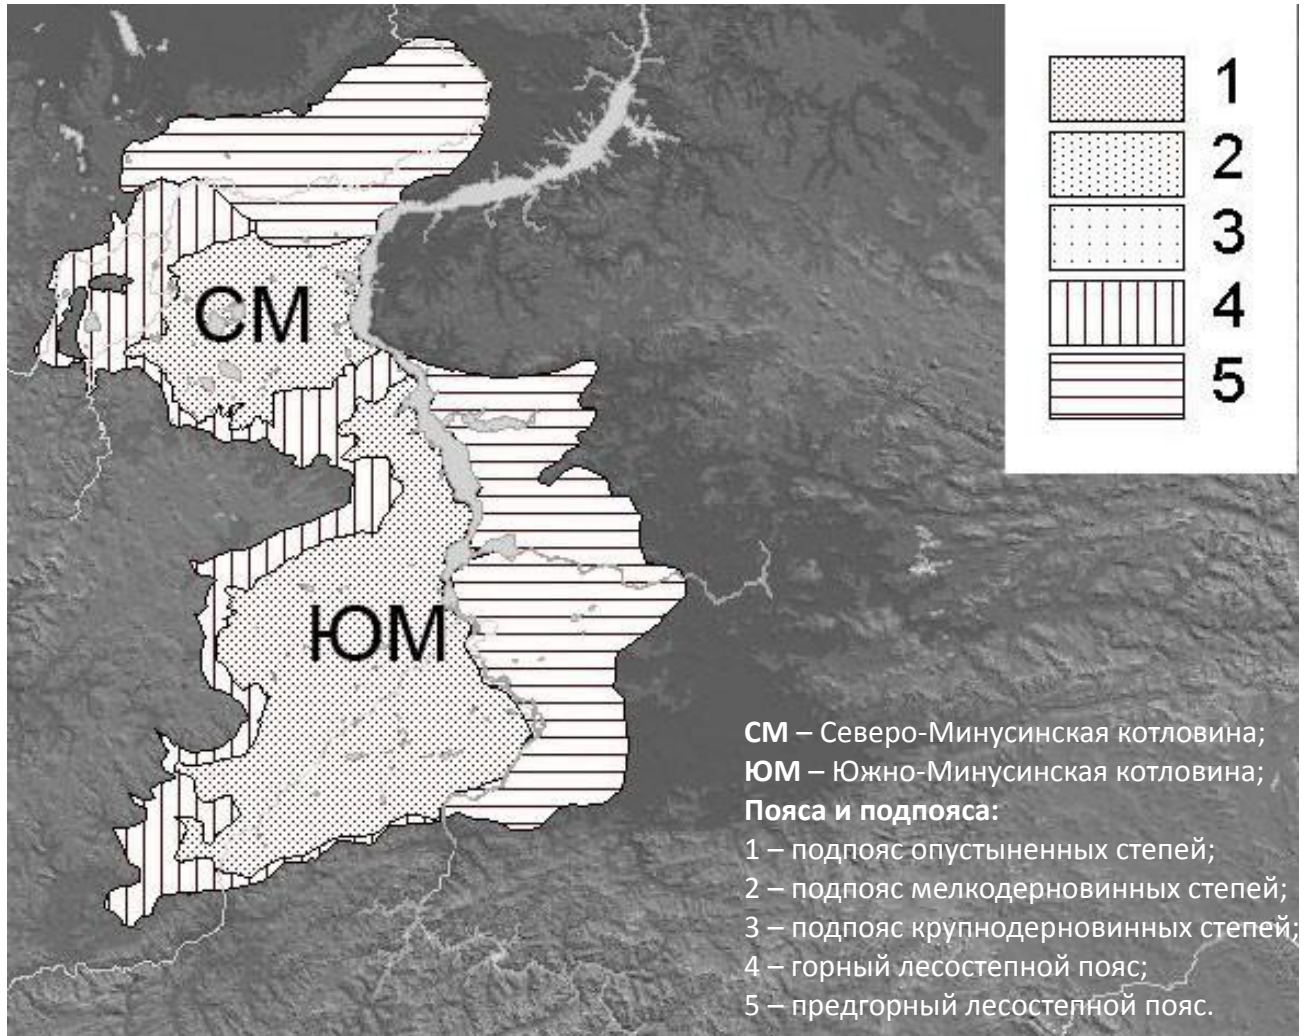 1
2
3
4
5
СМ
ЮМ
СМ – Северо-Минусинская котловина;
ЮМ – Южно-Минусинская котловина;
Пояса и подпояса:
1 – подпояс опустыненных степей;
2 – подпояс мелкодерновинных степей;
3 – подпояс крупнодерновинных степей;
4 – горный лесостепной пояс;
5 – предгорный лесостепной пояс.